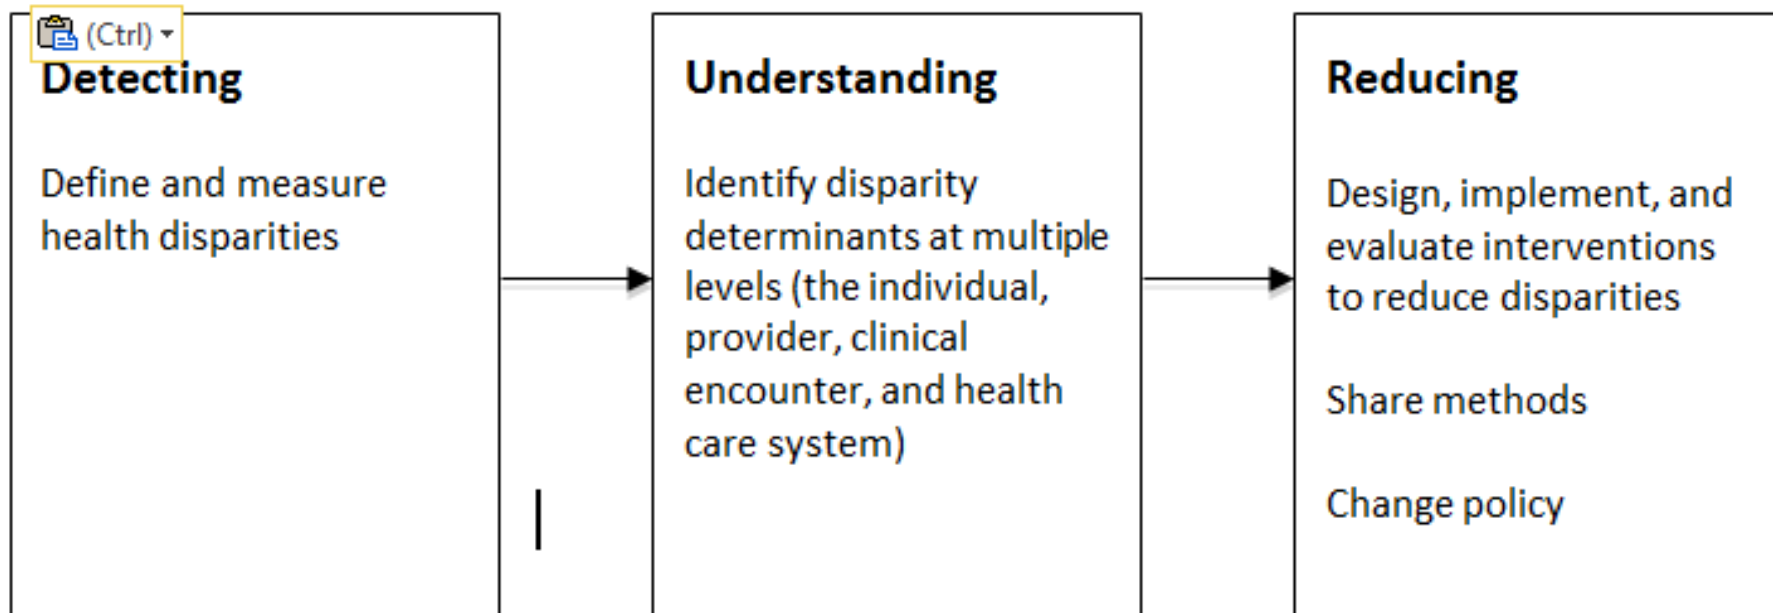 (Ctrl)
Detecting
Define and measure
health disparities
Understanding
Identify disparity
determinants at multiple
levels (the individual,
provider, clinical
encounter, and health
care system)
Reducing
Design, implement, and
evaluate interventions
to reduce disparities
Share methods
Change policy